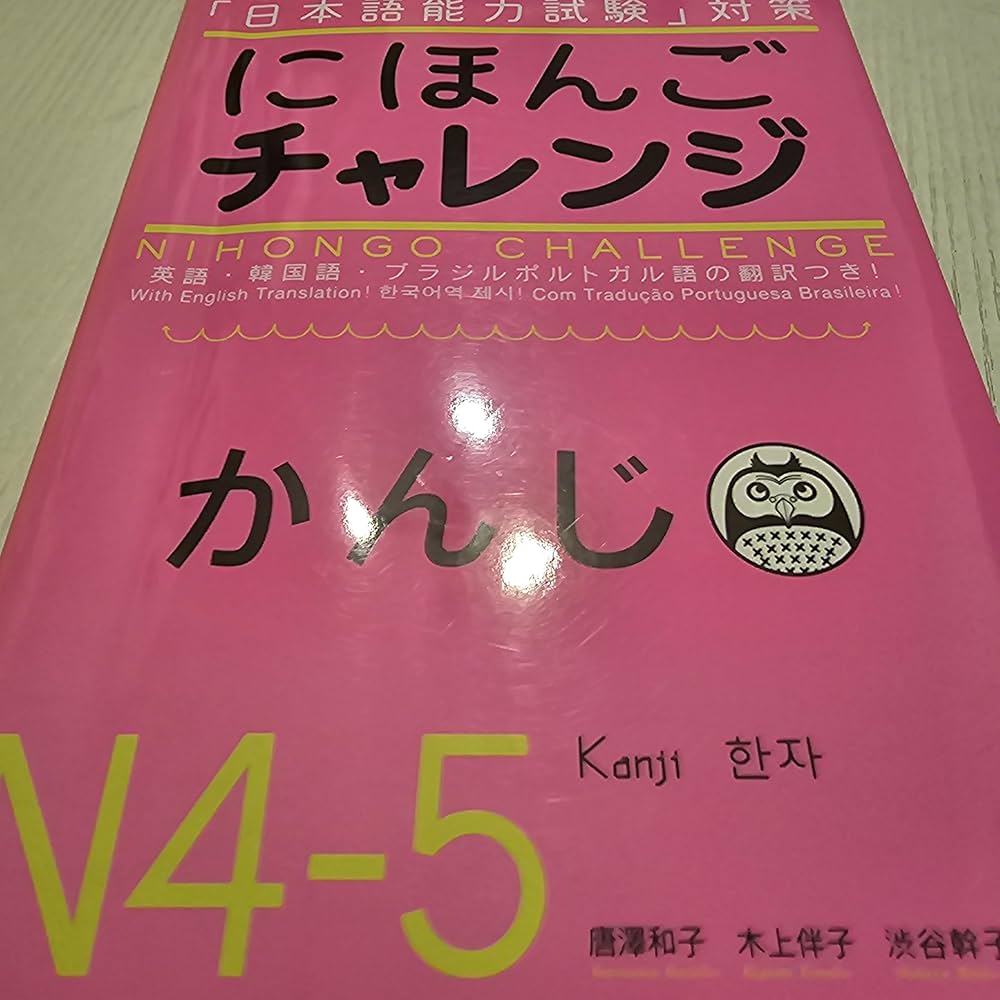 「日本語能力試験」対策
にほんご
チャレンジ
NIHONGO CHALLENGE
英語・韓国語・ブラジルポルトガル語の翻訳つき!
With English Translation! 한국어역 제시! Com Tradução Portuguesa Brasileira!
かんじ
N4-5
Kanji 한자
唐澤和子 木上伴子 渋谷幹子